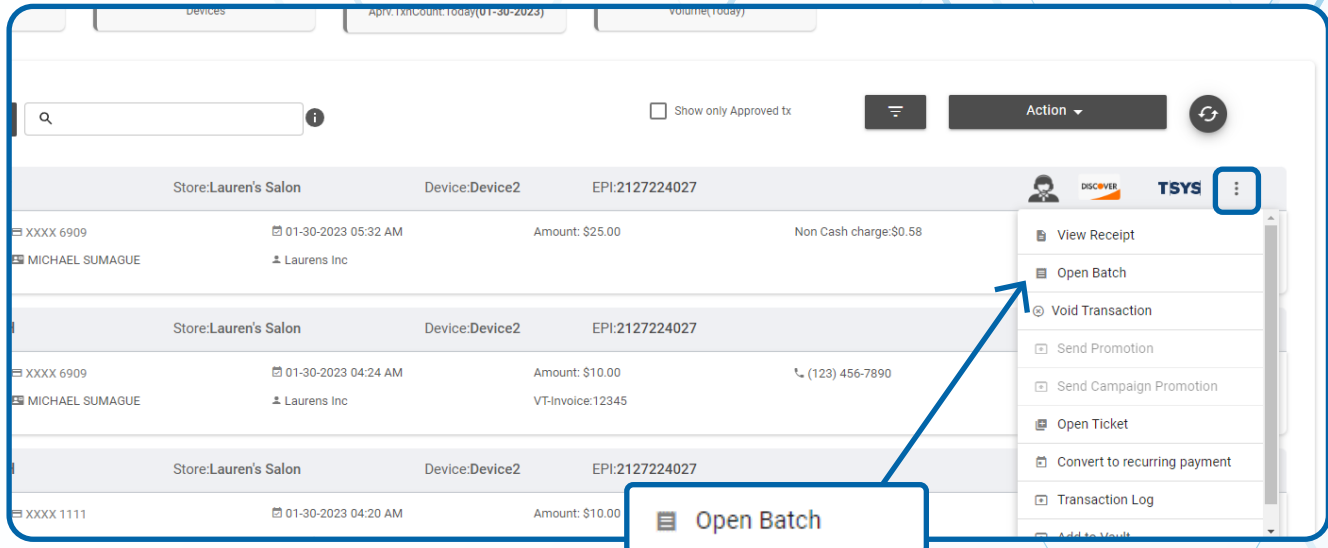 Devices
Aprv.TxnCount:Today(01-30-2023)
Volume(Today)
Show only Approved tx
Action
Store:Lauren's Salon
Device:Device2
EPI:2127224027
DISCOVER
TSYS
XXXX 6909
01-30-2023 05:32 AM
Amount: $25.00
Non Cash charge:$0.58
MICHAEL SUMAGUE
Laurens Inc
View Receipt
Open Batch
Void Transaction
Send Promotion
Send Campaign Promotion
Open Ticket
Convert to recurring payment
Transaction Log
Add to Vault
Store:Lauren's Salon
Device:Device2
EPI:2127224027
XXXX 6909
01-30-2023 04:24 AM
Amount: $10.00
(123) 456-7890
MICHAEL SUMAGUE
Laurens Inc
VT-Invoice:12345
Store:Lauren's Salon
Device:Device2
EPI:2127224027
XXXX 1111
01-30-2023 04:20 AM
Amount: $10.00
Open Batch